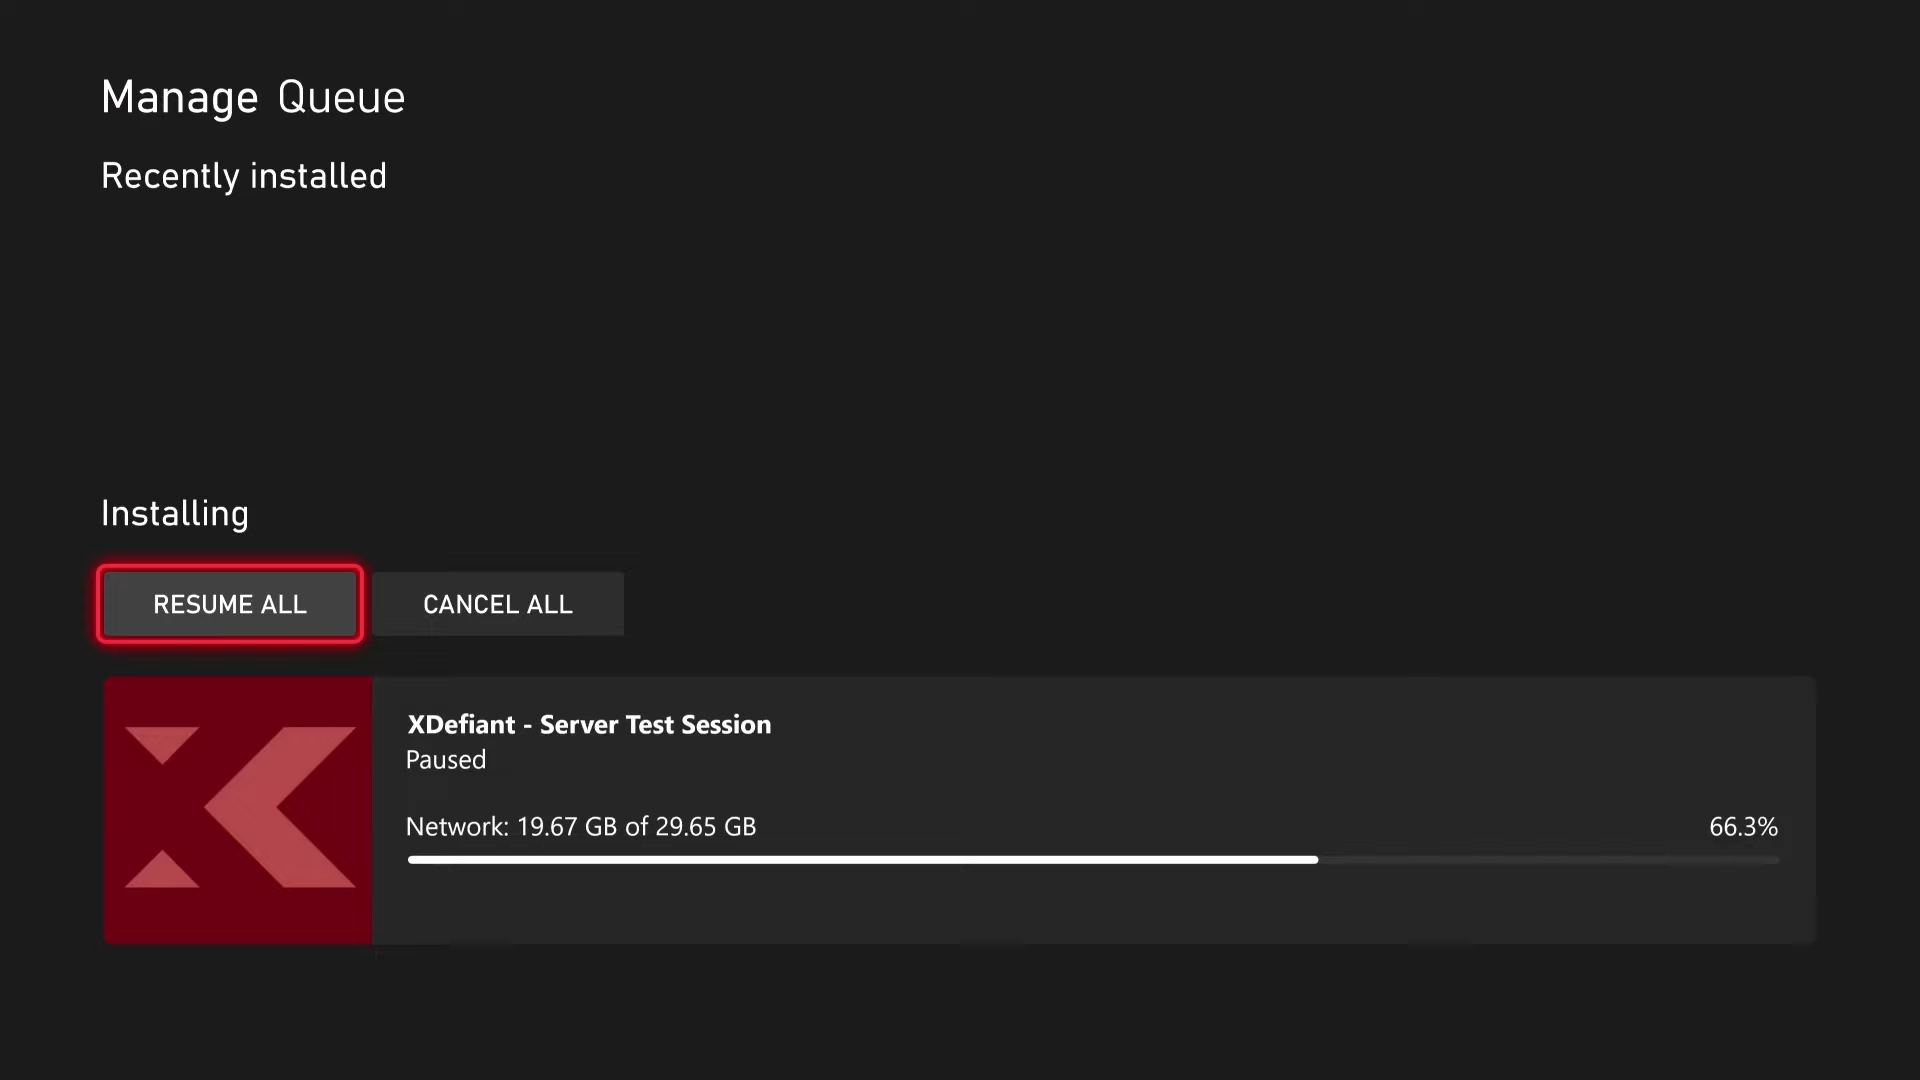 Manage Queue
Recently installed
Installing
RESUME ALL
CANCEL ALL
XDefiant - Server Test Session
Paused
Network: 19.67 GB of 29.65 GB
66.3%